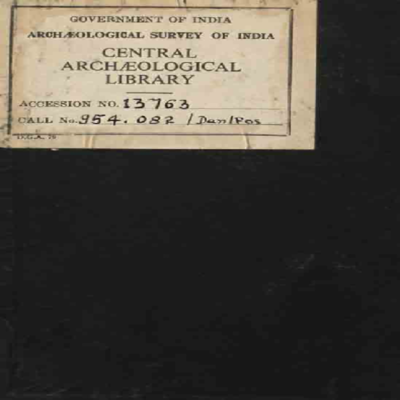 GOVERNMENT OF INDIA
ARCHÆOLOGICAL SURVEY OF INDIA
CENTRAL
ARCHÆOLOGICAL
LIBRARY
ACCESSION NO. 13763
CALL No. 954.082 / Dan/Pos
D.G.A. 79